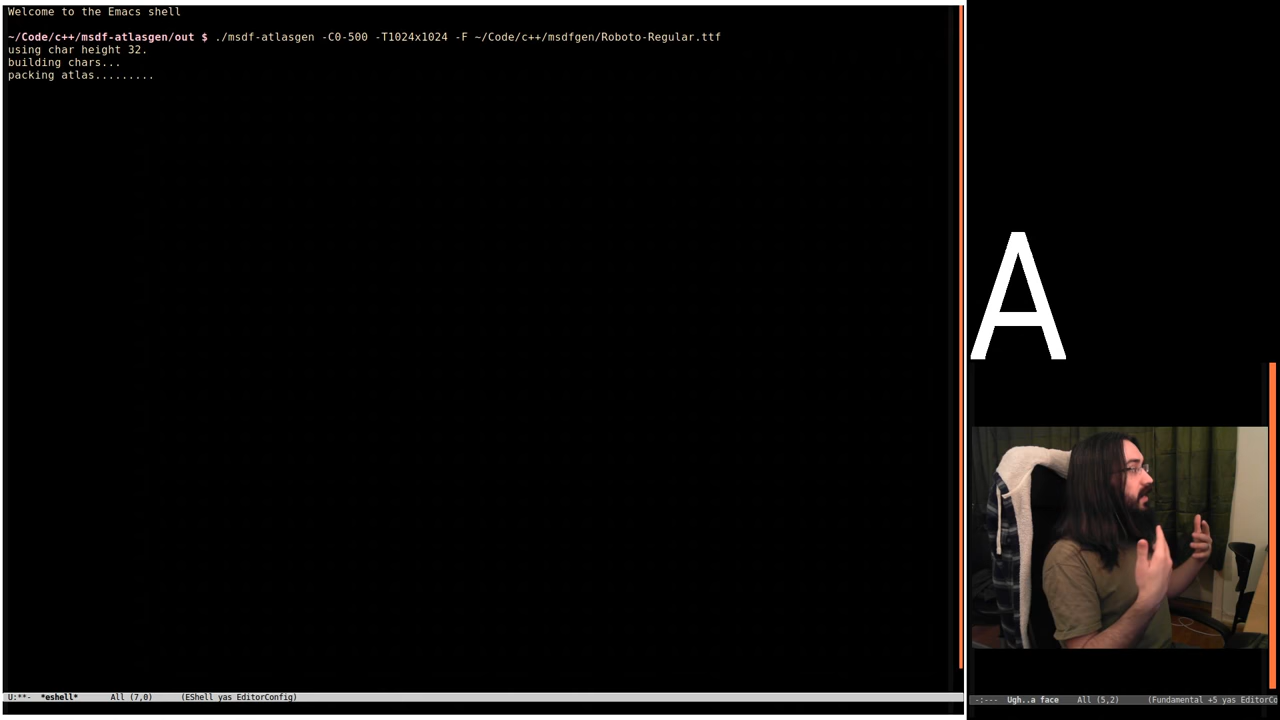 Welcome to the Emacs shell
~/Code/c++/msdf-atlasgen/out $ ./msdf-atlasgen -C0-500 -T1024x1024 -F ~/Code/c++/msdfgen/Roboto-Regular.ttf
using char height 32.
building chars...
packing atlas.........
A
U:**-  *eshell*      All (7,0)     (EShell yas EditorConfig)
-:---  Ugh..a face    All (5,2)     (Fundamental +5 yas EditorCo